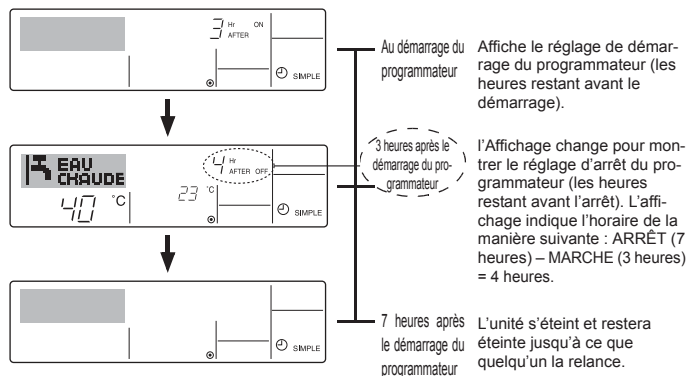 3 Hr ON
AFTER
SIMPLE
Au démarrage du
programmateur
Affiche le réglage de démar-
rage du programmateur (les
heures restant avant le
démarrage).
EAU
CHAUDE
40 °C
4 Hr
AFTER OFF
23 °C
SIMPLE
3 heures après le
démarrage du pro-
grammateur
l’Affichage change pour mon-
trer le réglage d’arrêt du pro-
grammateur (les heures
restant avant l’arrêt). L’affi-
chage indique l’horaire de la
manière suivante : ARRÊT (7
heures) – MARCHE (3 heures)
= 4 heures.
SIMPLE
7 heures après
le démarrage du
programmateur
L’unité s’éteint et restera
éteinte jusqu’à ce que
quelqu’un la relance.